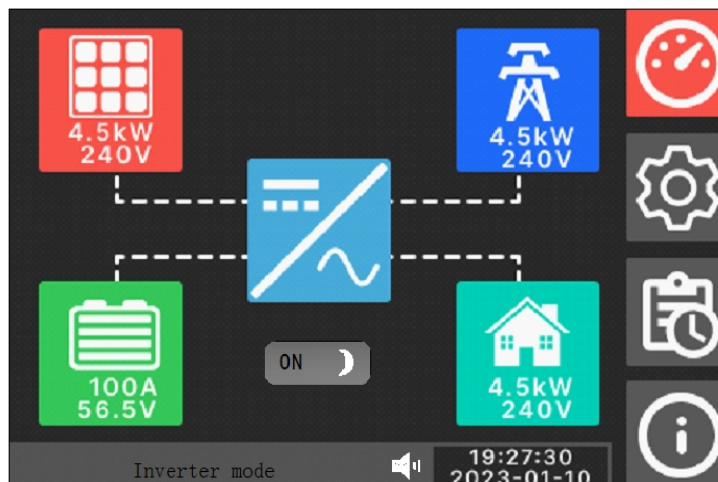 4.5kW
240V
4.5kW
240V
100A
56.5V
ON
4.5kW
240V
Inverter mode
19:27:30
2023-01-10